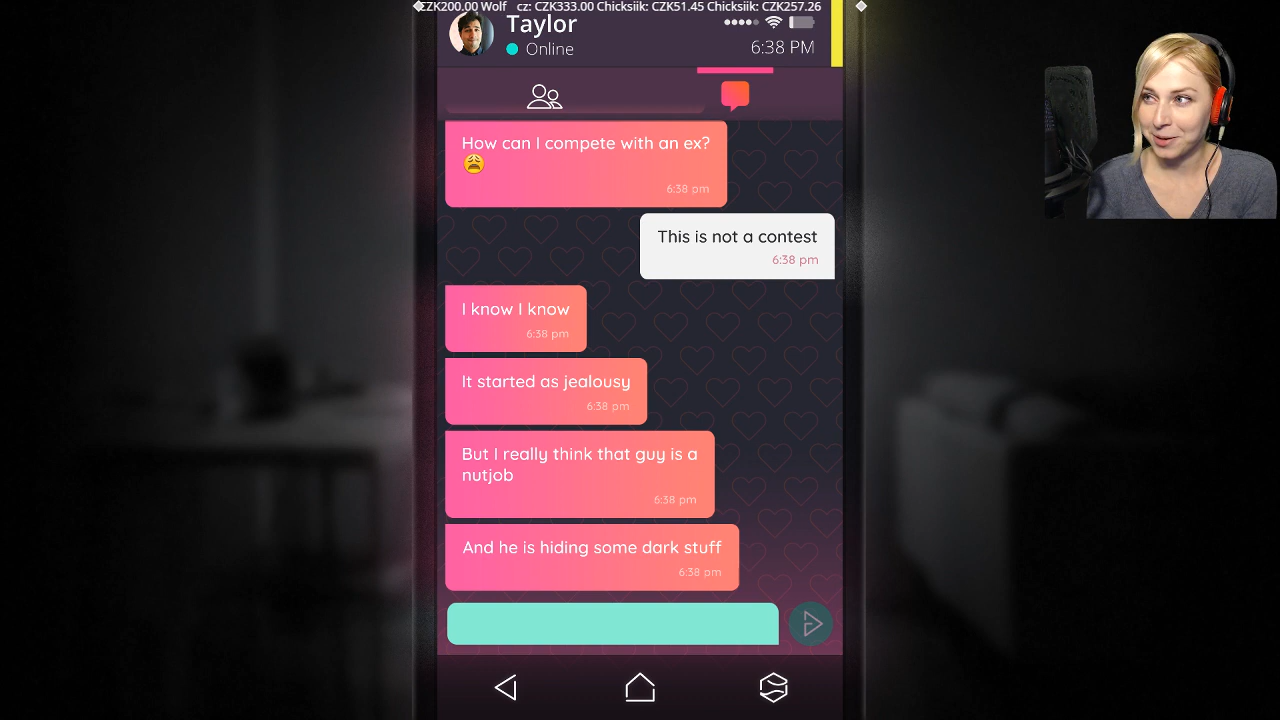 CZK200.00 Wolf cz: CZK333.00 Chicksiik: CZK51.45 Chicksiik: CZK257.26
Taylor
Online
6:38 PM
How can I compete with an ex?
😩
6:38 pm
This is not a contest
6:38 pm
I know I know
6:38 pm
It started as jealousy
6:38 pm
But I really think that guy is a
nutjob
6:38 pm
And he is hiding some dark stuff
6:38 pm